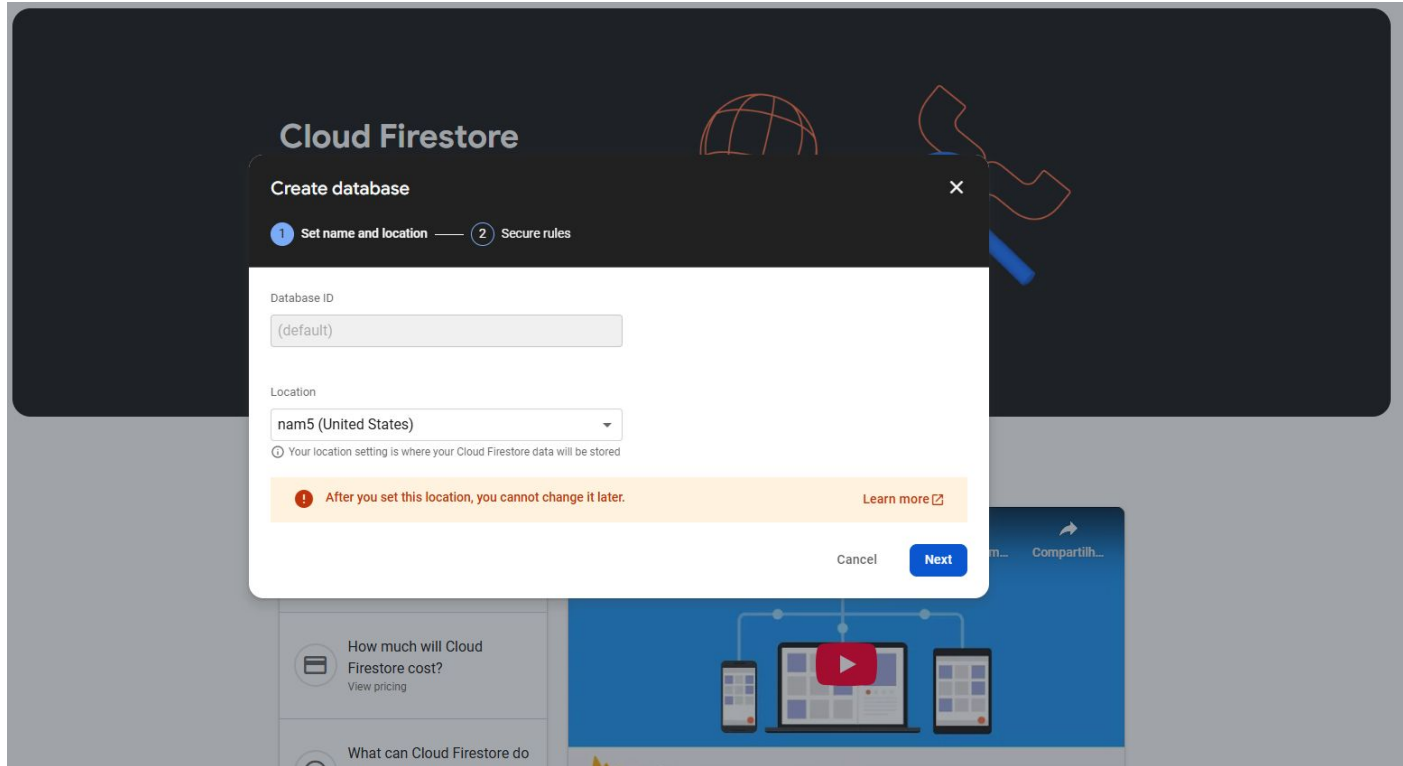 Cloud Firestore
Create database
1 Set name and location
2 Secure rules
Database ID
(default)
Location
nam5 (United States)
Your location setting is where your Cloud Firestore data will be stored
After you set this location, you cannot change it later.
Learn more
Cancel
Next
m...
Compartilh...
How much will Cloud
Firestore cost?
View pricing
What can Cloud Firestore do